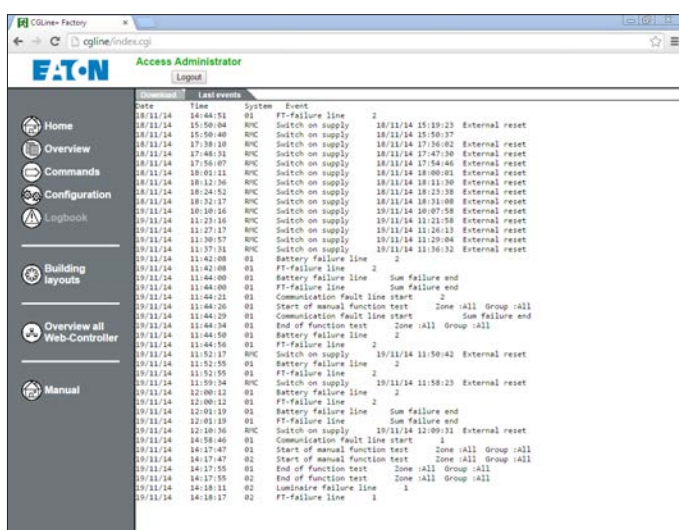 CGLine+ Factory
cgline/index.cgi
EATON
Access Administrator
Logout
Download Last events
Home
Overview
Commands
Configuration
Logbook
Building layouts
Overview all Web-Controller
Manual
Date Time System Event
18/11/14 14:44:51 01 FT-failure line 2
18/11/14 15:50:04 RMC Switch on supply 18/11/14 15:19:23 External reset
18/11/14 15:50:40 RMC Switch on supply 18/11/14 15:50:37
18/11/14 17:38:10 RMC Switch on supply 18/11/14 17:36:02 External reset
18/11/14 17:48:31 RMC Switch on supply 18/11/14 17:47:30 External reset
18/11/14 17:56:07 RMC Switch on supply 18/11/14 17:54:46 External reset
18/11/14 18:01:11 RMC Switch on supply 18/11/14 18:00:01 External reset
18/11/14 18:12:36 RMC Switch on supply 18/11/14 18:11:30 External reset
18/11/14 18:24:52 RMC Switch on supply 18/11/14 18:23:38 External reset
18/11/14 18:32:17 RMC Switch on supply 18/11/14 18:31:08 External reset
19/11/14 10:10:16 RMC Switch on supply 19/11/14 10:07:58 External reset
19/11/14 11:23:16 RMC Switch on supply 19/11/14 11:21:58 External reset
19/11/14 11:27:17 RMC Switch on supply 19/11/14 11:26:13 External reset
19/11/14 11:30:57 RMC Switch on supply 19/11/14 11:29:04 External reset
19/11/14 11:37:31 RMC Switch on supply 19/11/14 11:36:32 External reset
19/11/14 11:42:08 01 Battery failure line 2
19/11/14 11:42:08 01 FT-failure line 2
19/11/14 11:44:00 01 Battery failure line Sum failure end
19/11/14 11:44:00 01 FT-failure line Sum failure end
19/11/14 11:44:21 01 Communication fault line start 2
19/11/14 11:44:26 01 Start of manual function test Zone :All Group :All
19/11/14 11:44:29 01 Communication fault line start Sum failure end
19/11/14 11:44:34 01 End of function test Zone :All Group :All
19/11/14 11:44:50 01 Battery failure line 2
19/11/14 11:44:56 01 FT-failure line 2
19/11/14 11:52:17 RMC Switch on supply 19/11/14 11:50:42 External reset
19/11/14 11:52:55 01 Battery failure line 2
19/11/14 11:52:55 01 FT-failure line 2
19/11/14 11:59:34 RMC Switch on supply 19/11/14 11:58:23 External reset
19/11/14 12:00:12 01 Battery failure line 2
19/11/14 12:00:12 01 FT-failure line 2
19/11/14 12:01:19 01 Battery failure line Sum failure end
19/11/14 12:01:19 01 FT-failure line Sum failure end
19/11/14 12:10:36 RMC Switch on supply 19/11/14 12:09:31 External reset
19/11/14 14:58:46 01 Communication fault line start 1
19/11/14 14:17:47 01 Start of manual function test Zone :All Group :All
19/11/14 14:17:47 02 Start of manual function test Zone :All Group :All
19/11/14 14:17:55 01 End of function test Zone :All Group :All
19/11/14 14:17:55 02 End of function test Zone :All Group :All
19/11/14 14:18:11 02 Luminaire failure line 1
19/11/14 14:18:17 02 FT-failure line 1